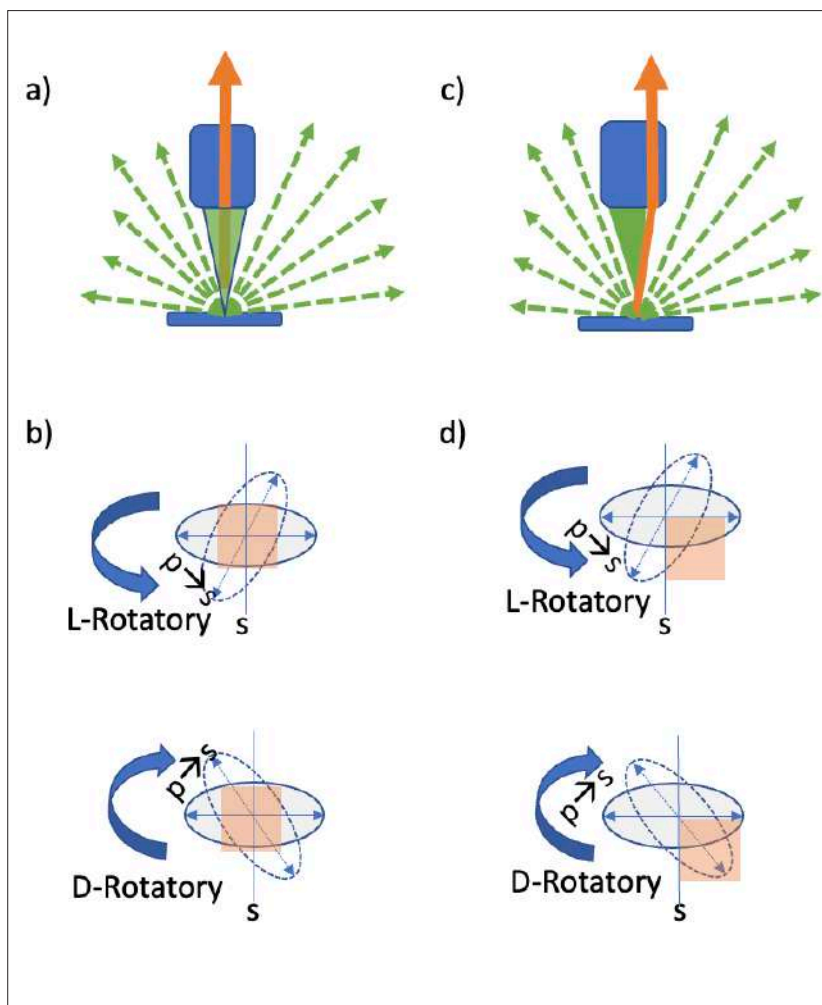 a)
c)
b)
p→s
L-Rotatory
s
d)
p→s
L-Rotatory
s
p→s
D-Rotatory
s
p→s
D-Rotatory
s